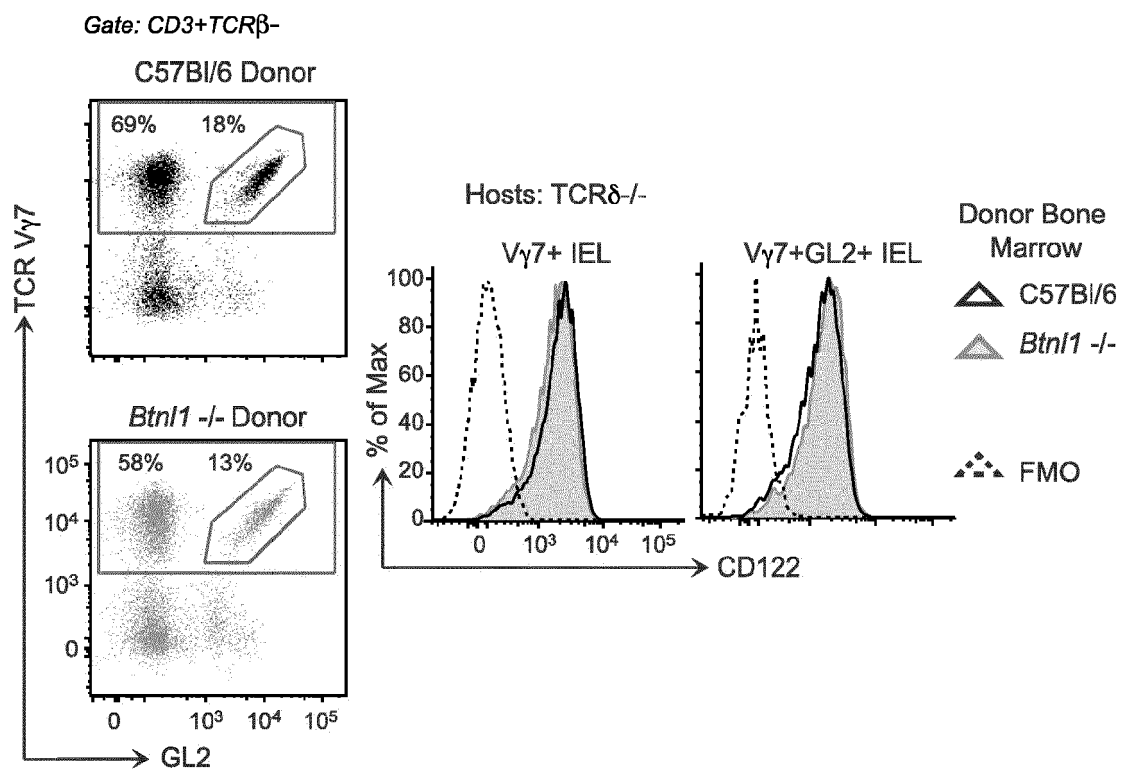 Gate: CD3+TCRβ-
C57Bl/6 Donor
69% 18%
TCR Vγ7
Btnl1 -/- Donor
58% 13%
10⁵
10⁴
10³
0
0 10³ 10⁴ 10⁵
GL2
Hosts: TCRδ-/-
Vγ7+ IEL
Vγ7+GL2+ IEL
% of Max
100
80
60
40
20
0
0 10³ 10⁴ 10⁵
CD122
Donor Bone
Marrow
C57Bl/6
Btnl1 -/-
FMO